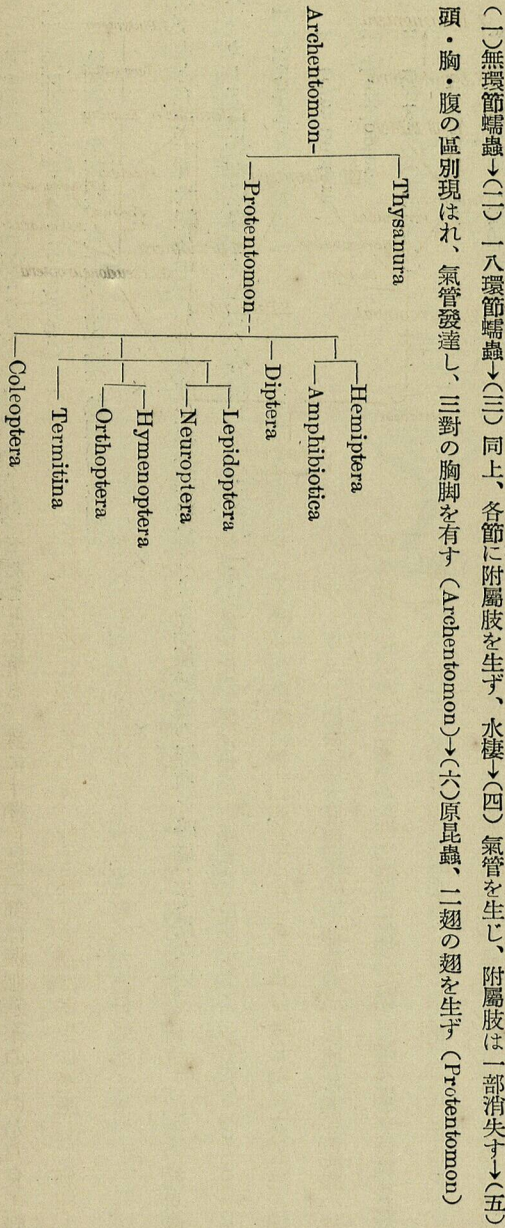 (一)無環節蠕蟲→(二) 一八環節蠕蟲→(三) 同上、各節に附屬肢を生ず、水棲→(四) 氣管を生じ、附屬肢は一部消失す→(五)
頭・胸・腹の區別現はれ、氣管發達し、三對の胸脚を有す (Archentomon)→(六)原昆蟲、二翅の翅を生ず (Protentomon)
Archentomon
Thysanura
Protentomon
Hemiptera
Amphibiotica
Diptera
Lepidoptera
Neuroptera
Hymenoptera
Orthoptera
Termitina
Coleoptera